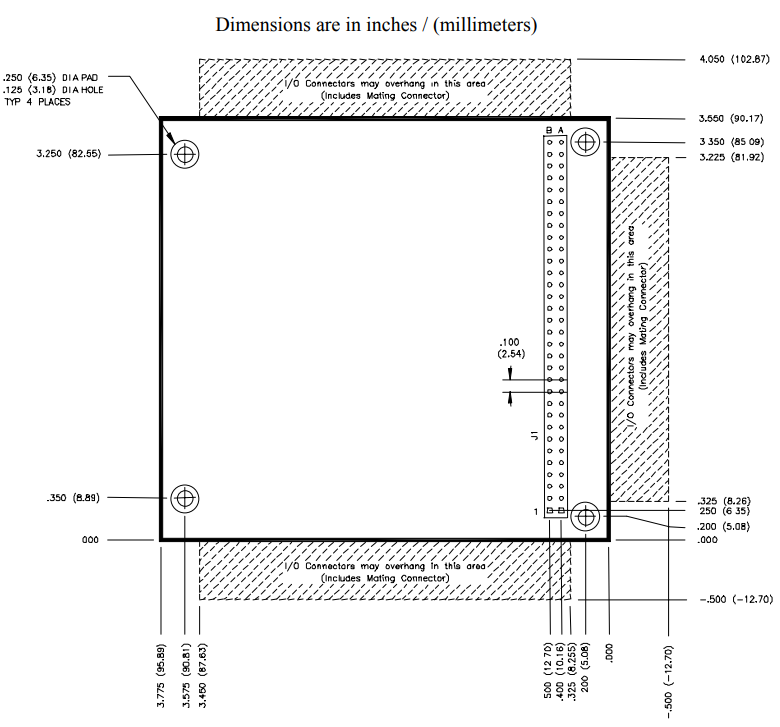 Dimensions are in inches / (millimeters)
4.050 (102.87)
.250 (6.35) DIA PAD
.125 (3.18) DIA HOLE
TYP 4 PLACES
I/O Connectors may overhang in this area
(Includes Mating Connector)
3.550 (90.17)
B A
3 350 (85 09)
3.250 (82.55)
3.225 (81.92)
I/O Connectors may overhang in this area
(Includes Mating Connector)
.100
(2.54)
J1
.350 (8.89)
.325 (8.26)
1
250 (6 35)
.200 (5.08)
000
.000
I/O Connectors may overhang in this area
(Includes Mating Connector)
-.500 (-12.70)
3.775 (95.89)
3.575 (90.81)
3.450 (87.63)
500 (12 70)
.400 (10.16)
.325 (8.255)
200 (5.08)
.000
-.500 (-12.70)